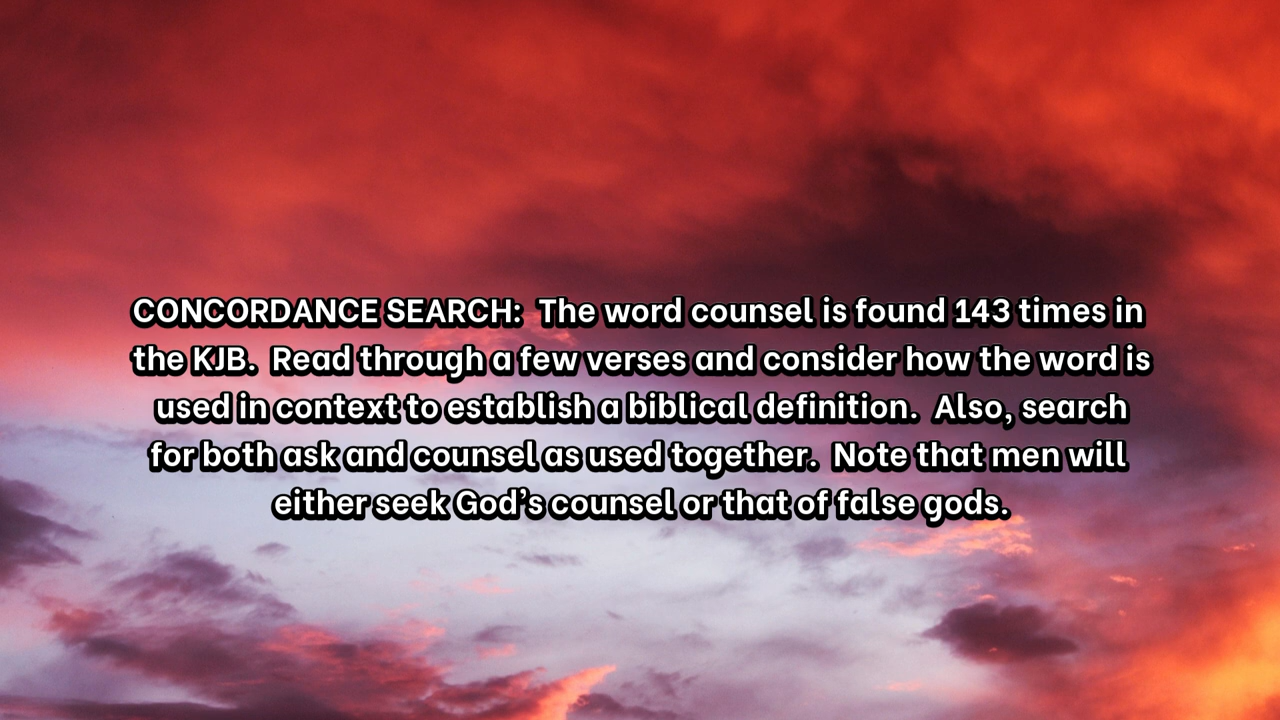 CONCORDANCE SEARCH:  The word counsel is found 143 times in
the KJB.  Read through a few verses and consider how the word is
used in context to establish a biblical definition.  Also, search
for both ask and counsel as used together.  Note that men will
either seek God’s counsel or that of false gods.